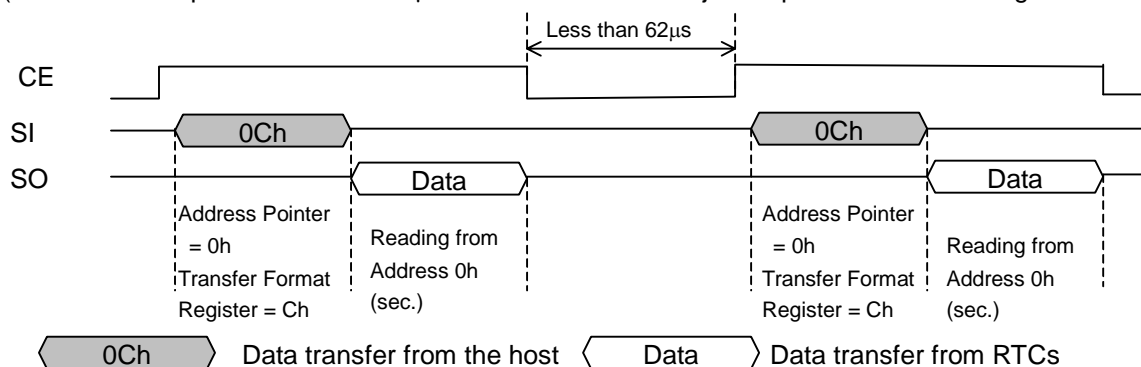 Less than 62μs
CE
SI
0Ch
0Ch
SO
Data
Data
Address Pointer
= 0h
Transfer Format
Register = Ch
Reading from
Address 0h
(sec.)
Address Pointer
= 0h
Transfer Format
Register = Ch
Reading from
Address 0h
(sec.)
0Ch Data transfer from the host Data Data transfer from RTCs